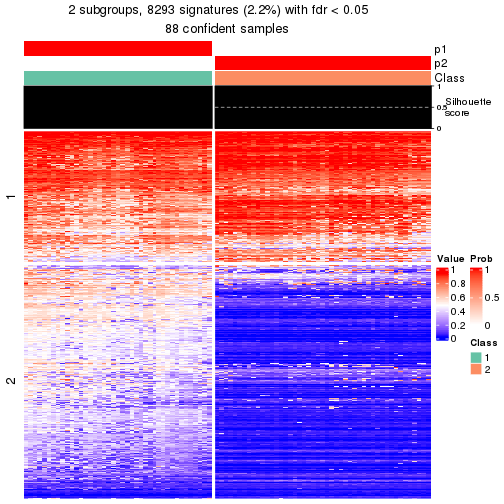 2 subgroups, 8293 signatures (2.2%) with fdr < 0.05
88 confident samples
p1
p2
Class
1
0.5
0
Silhouette
score
1
2
Value
1
0.8
0.6
0.4
0.2
0
Prob
1
0.5
0
Class
1
2